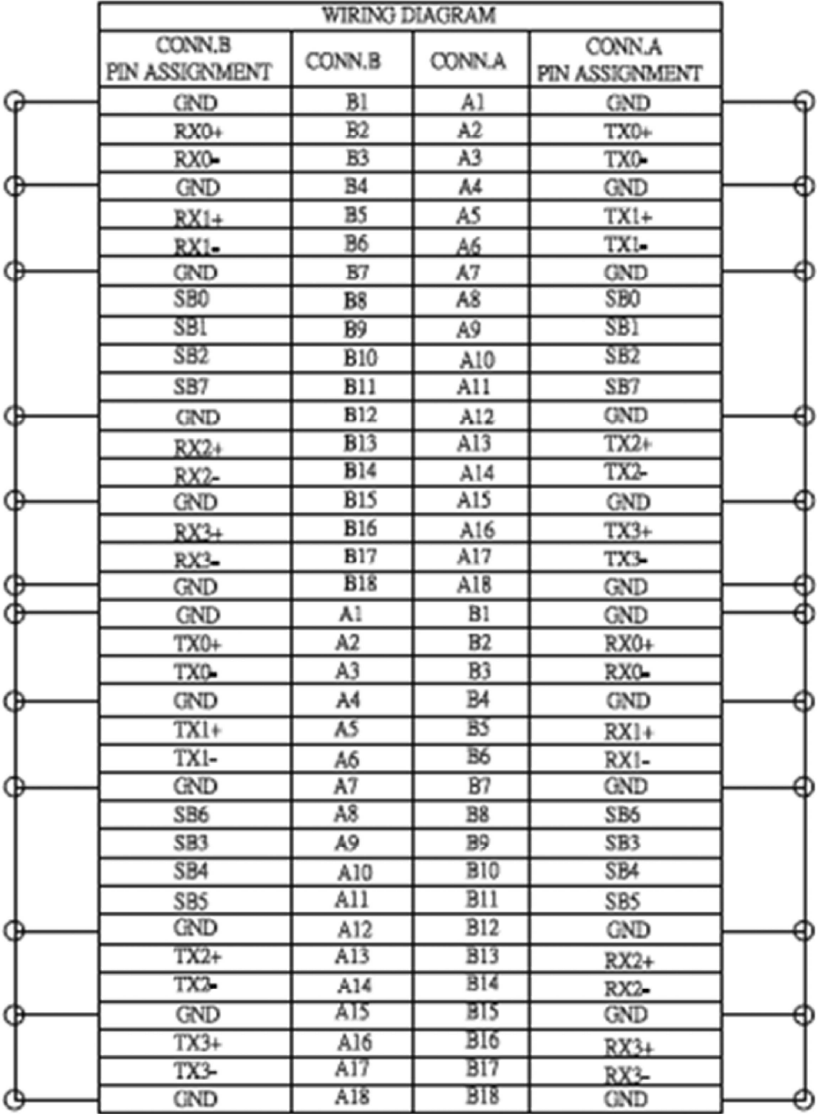 WIRING DIAGRAM
CONN.B PIN ASSIGNMENT CONN.B CONN.A CONN.A PIN ASSIGNMENT
GND B1 A1 GND
RX0+ B2 A2 TX0+
RX0- B3 A3 TX0-
GND B4 A4 GND
RX1+ B5 A5 TX1+
RX1- B6 A6 TX1-
GND B7 A7 GND
SB0 B8 A8 SB0
SB1 B9 A9 SB1
SB2 B10 A10 SB2
SB7 B11 A11 SB7
GND B12 A12 GND
RX2+ B13 A13 TX2+
RX2- B14 A14 TX2-
GND B15 A15 GND
RX3+ B16 A16 TX3+
RX3- B17 A17 TX3-
GND B18 A18 GND
GND A1 B1 GND
TX0+ A2 B2 RX0+
TX0- A3 B3 RX0-
GND A4 B4 GND
TX1+ A5 B5 RX1+
TX1- A6 B6 RX1-
GND A7 B7 GND
SB6 A8 B8 SB6
SB3 A9 B9 SB3
SB4 A10 B10 SB4
SB5 A11 B11 SB5
GND A12 B12 GND
TX2+ A13 B13 RX2+
TX2- A14 B14 RX2-
GND A15 B15 GND
TX3+ A16 B16 RX3+
TX3- A17 B17 RX3-
GND A18 B18 GND